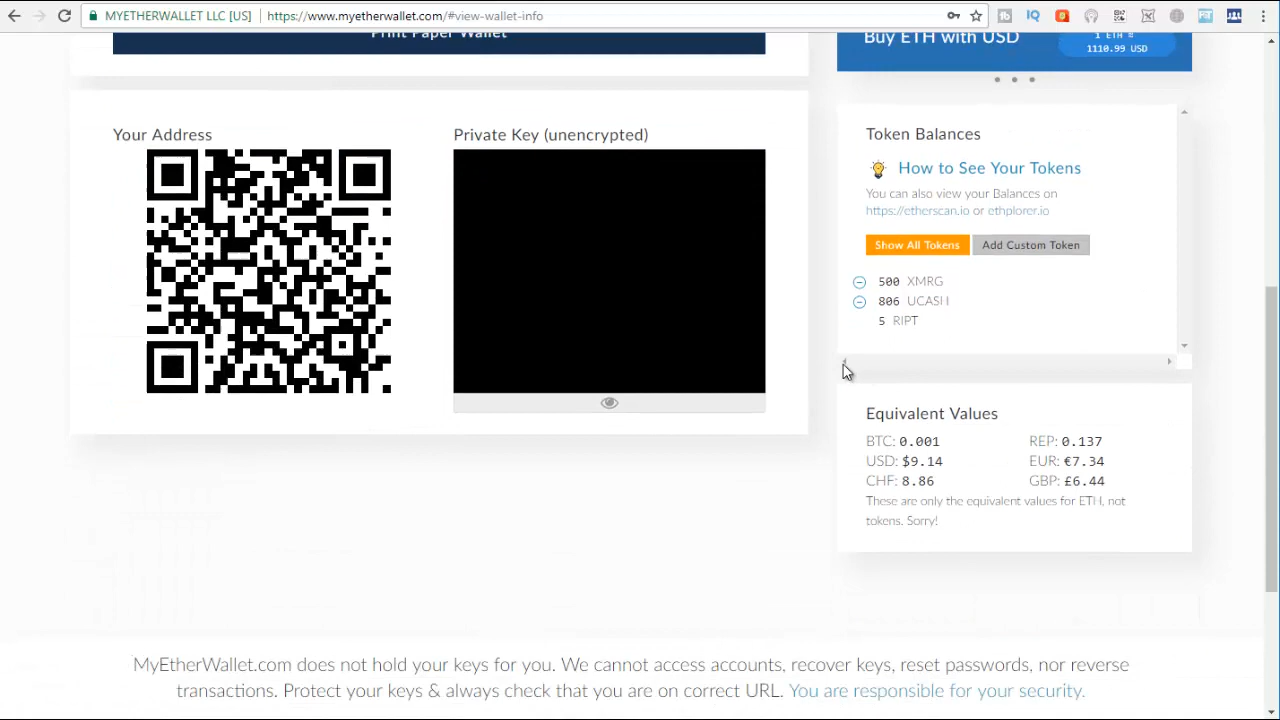 MYETHERWALLET LLC [US]
https://www.myetherwallet.com/#view-wallet-info
Print Paper Wallet
Buy ETH with USD
1 ETH =
1110.99 USD
Your Address
Private Key (unencrypted)
Token Balances
How to See Your Tokens
You can also view your Balances on
https://etherscan.io or ethplorer.io
Show All Tokens
Add Custom Token
500 XMRG
806 UCASH
5 RIPT
Equivalent Values
BTC: 0.001
REP: 0.137
USD: $9.14
EUR: €7.34
CHF: 8.86
GBP: £6.44
These are only the equivalent values for ETH, not
tokens. Sorry!
MyEtherWallet.com does not hold your keys for you. We cannot access accounts, recover keys, reset passwords, nor reverse
transactions. Protect your keys & always check that you are on correct URL. You are responsible for your security.